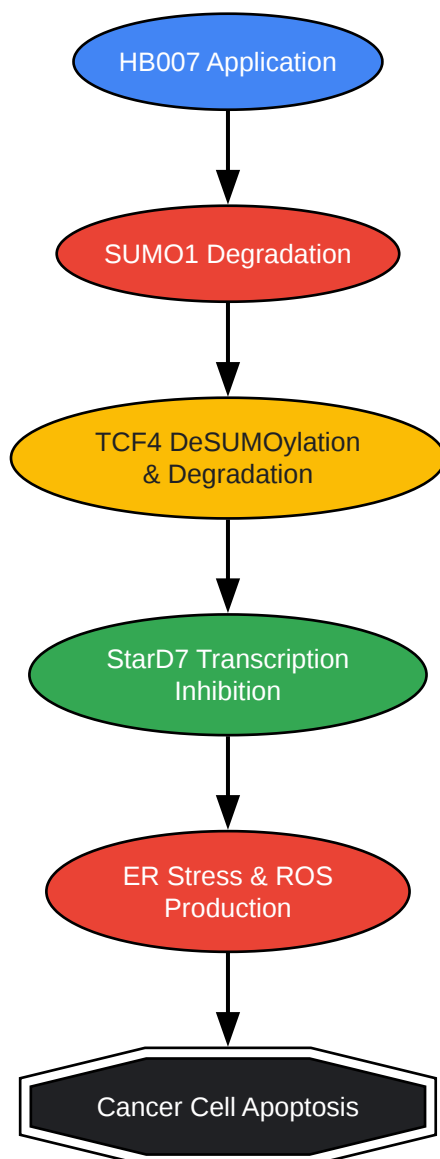 HB007 Application
SUMO1 Degradation
TCF4 DeSUMOylation
& Degradation
StarD7 Transcription
Inhibition
ER Stress & ROS
Production
Cancer Cell Apoptosis